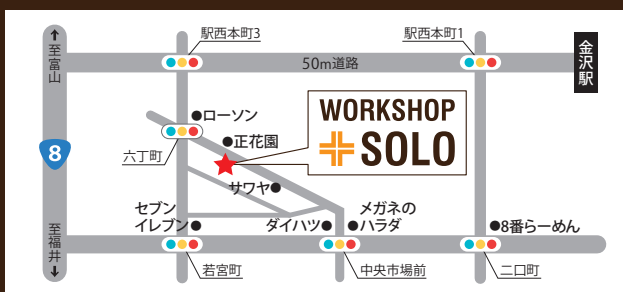 駅西本町3
駅西本町1
至富山
50m道路
金沢駅
ローソン
正花園
WORKSHOP
SOLO
六丁町
8
サワヤ
セブン
イレブン
ダイハツ
メガネの
ハラダ
8番らーめん
至福井
若宮町
中央市場前
二口町